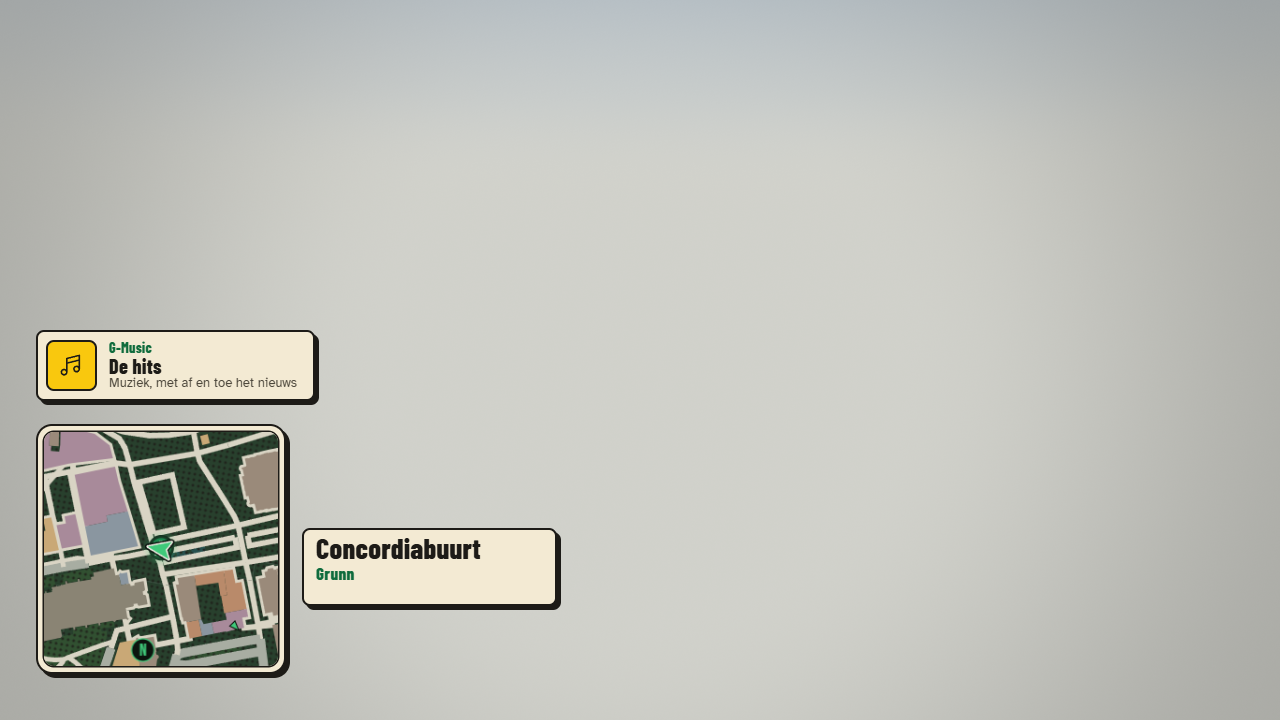 G-Music
De hits
Muziek, met af en toe het nieuws
Concordiabuurt
Grunn
N